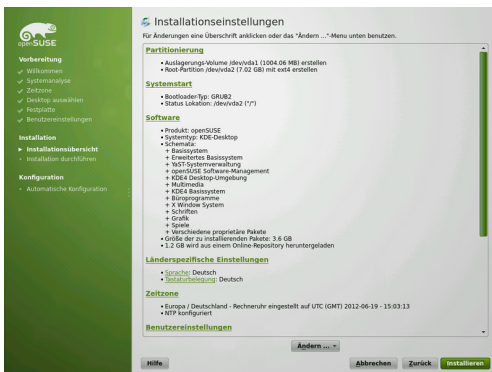 openSUSE
Vorbereitung
Willkommen
Systemanalyse
Zeitzone
Desktop auswählen
Festplatte
Benutzereinstellungen
Installation
Installationsübersicht
Installation durchführen
Konfiguration
Automatische Konfiguration
Installationseinstellungen
Für Änderungen eine Überschrift anklicken oder das "Ändern ..."-Menu unten benutzen.
Partitionierung
• Auslagerungs-Volume /dev/vda1 (1004.06 MB) erstellen
• Root-Partition /dev/vda2 (7.02 GB) mit ext4 erstellen
Systemstart
• Bootloader-Typ: GRUB2
• Status Lokation: /dev/vda2 ("/")
Software
• Produkt: openSUSE
• Systemtyp: KDE-Desktop
• Schemata:
+ Basissystem
+ Erweitertes Basissystem
+ YaST-Systemverwaltung
+ openSUSE Software-Management
+ KDE4 Desktop-Umgebung
+ Multimedia
+ KDE4 Basissystem
+ Büroprogramme
+ X Window System
+ Schriften
+ Grafik
+ Spiele
+ Verschiedene proprietäre Pakete
• Größe der zu installierenden Pakete: 3.6 GB
• 1.2 GB wird aus einem Online-Repository heruntergeladen
Länderspezifische Einstellungen
• Sprache: Deutsch
• Tastaturbelegung: Deutsch
Zeitzone
• Europa / Deutschland - Rechneruhr eingestellt auf UTC (GMT) 2012-06-19 - 15:03:13
• NTP konfiguriert
Benutzereinstellungen
Ändern ...
Hilfe
Abbrechen
Zurück
Installieren